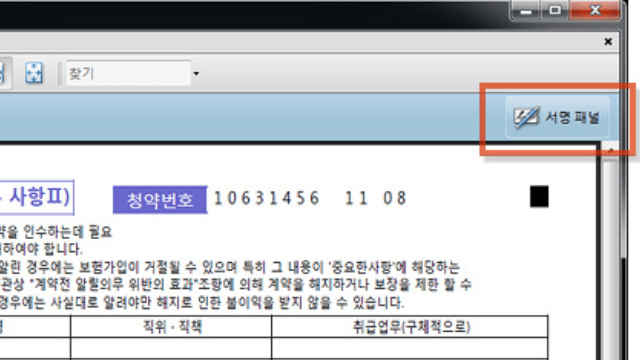 찾기
서명 패널
사항II)
청약번호 10631456 11 08
약을 인수하는데 필요
하여야 합니다.
알린 경우에는 보험가입이 거절될 수 있으며 특히 그 내용이 '중요한사항'에 해당하는
관상 "계약전 알릴의무 위반의 효과"조항에 의해 계약을 해지하거나 보장을 제한 할 수
경우에는 사실대로 알려야만 해지로 인한 불이익을 받지 않을 수 있습니다.
명 직위 · 직책 취급업무(구체적으로)